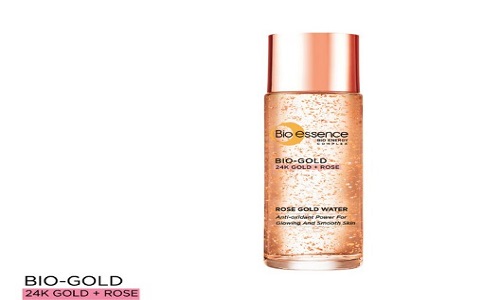 Bio essence
BIO ENERGY
COMPLEX
BIO-GOLD
24K GOLD + ROSE
ROSE GOLD WATER
Anti-oxidant Power For
Glowing And Smooth Skin
BIO-GOLD
24K GOLD + ROSE